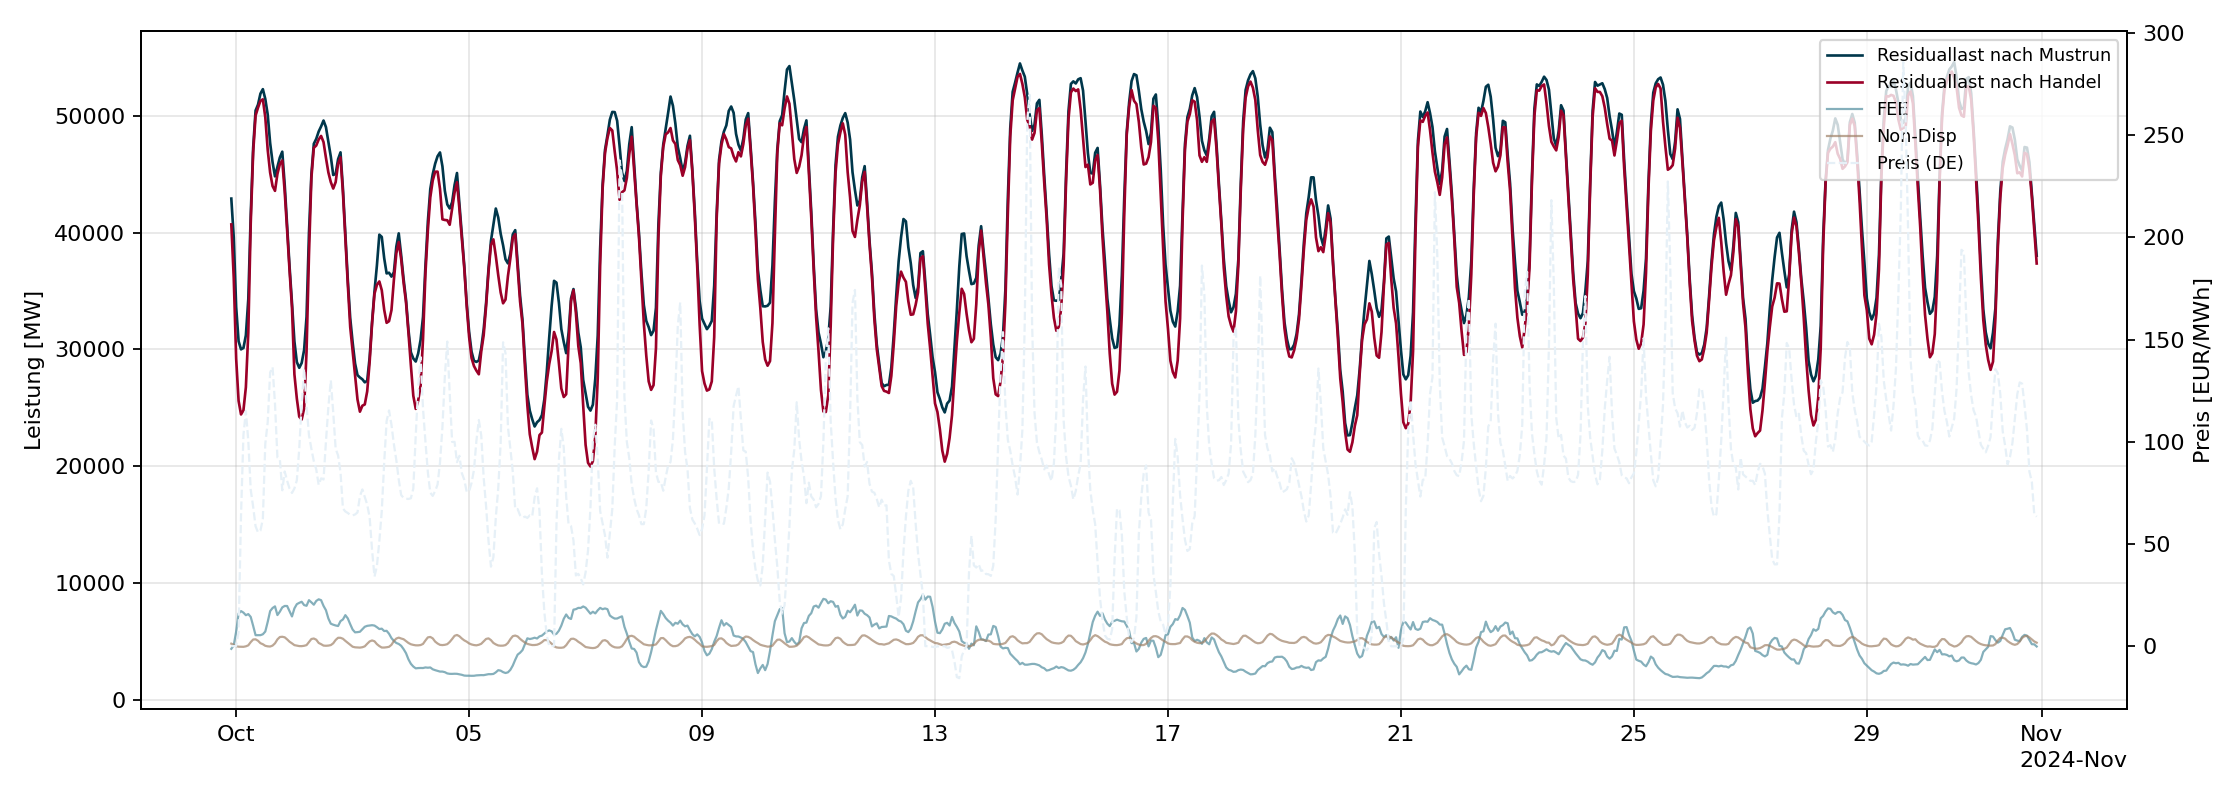 Leistung [MW]
50000
40000
30000
20000
10000
0
300
250
200
150
100
50
0
Preis [EUR/MWh]
Residuallast nach Mustrun
Residuallast nach Handel
FEE
Non-Disp
Preis (DE)
Oct 05 09 13 17 21 25 29 Nov
2024-Nov